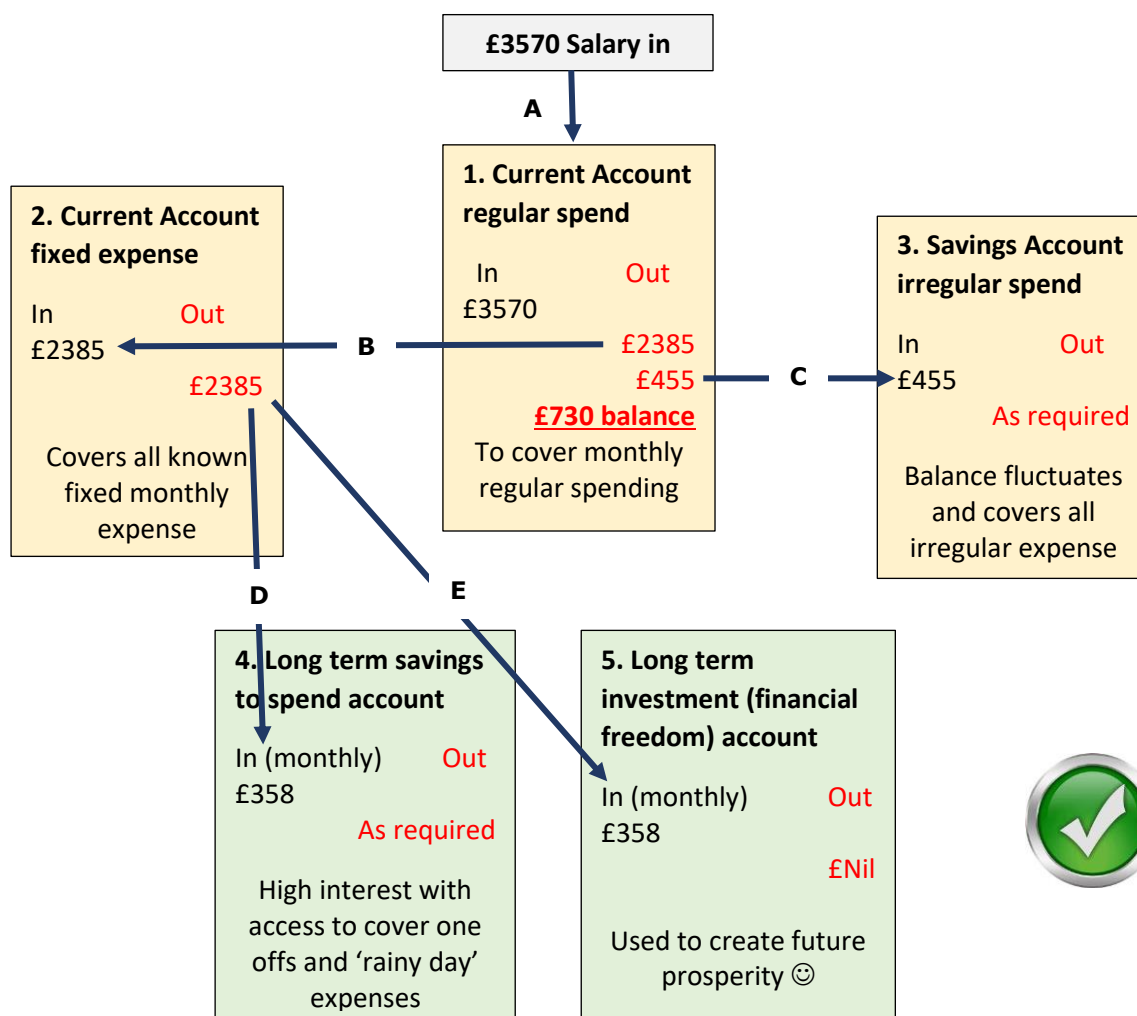 £3570 Salary in
A
1. Current Account
regular spend
In Out
£3570
£2385
£455
£730 balance
To cover monthly
regular spending
2. Current Account
fixed expense
In Out
£2385
£2385
Covers all known
fixed monthly
expense
B
C
3. Savings Account
irregular spend
In Out
£455
As required
Balance fluctuates
and covers all
irregular expense
D
E
4. Long term savings
to spend account
In (monthly) Out
£358
As required
High interest with
access to cover one
offs and ‘rainy day’
expenses
5. Long term
investment (financial
freedom) account
In (monthly) Out
£358
£Nil
Used to create future
prosperity ☺